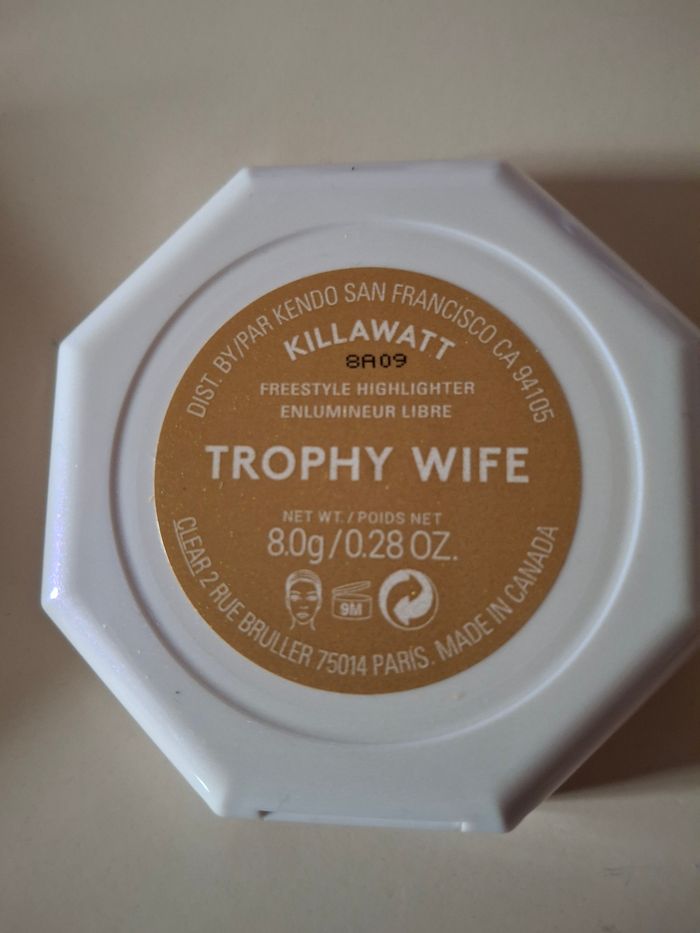 DIST. BY/PAR KENDO SAN FRANCISCO CA 94105
KILLAWATT
8A09
FREESTYLE HIGHLIGHTER
ENLUMINEUR LIBRE
TROPHY WIFE
NET WT. / POIDS NET
8.0g/0.28 OZ.
9M
CLEAR 2 RUE BRULLER 75014 PARIS. MADE IN CANADA